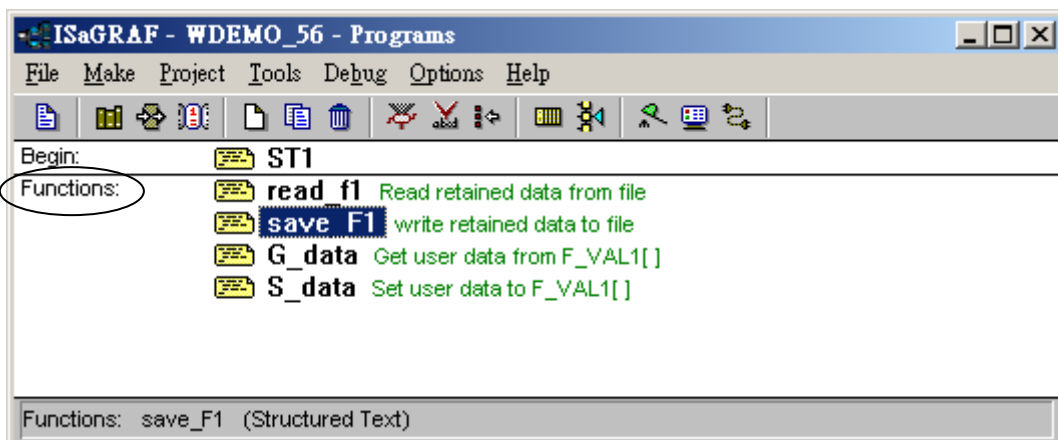 ISaGRAF - WDEMO_56 - Programs
File Make Project Tools Debug Options Help
Begin: ST1
Functions: read_f1 Read retained data from file
save_F1 write retained data to file
G_data Get user data from F_VAL1[ ]
S_data Set user data to F_VAL1[ ]
Functions: save_F1 (Structured Text)